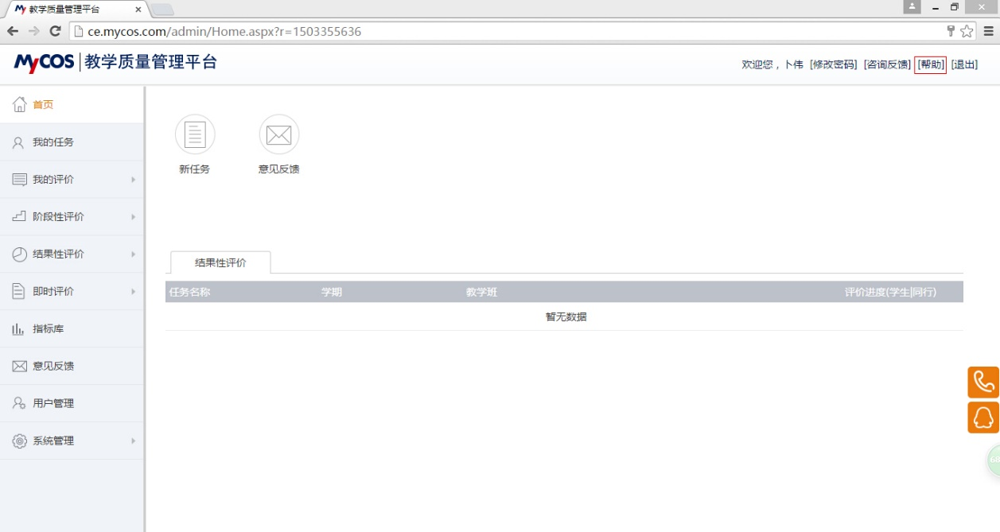 教学质量管理平台
ce.mycos.com/admin/Home.aspx?r=1503355636
MyCOS 教学质量管理平台
欢迎您，卜伟 [修改密码] [咨询反馈] [帮助] [退出]
首页
我的任务
我的评价
阶段性评价
结果性评价
即时评价
指标库
意见反馈
用户管理
系统管理
新任务 意见反馈
结果性评价
任务名称 学期 教学班 评价进度(学生|同行)
暂无数据